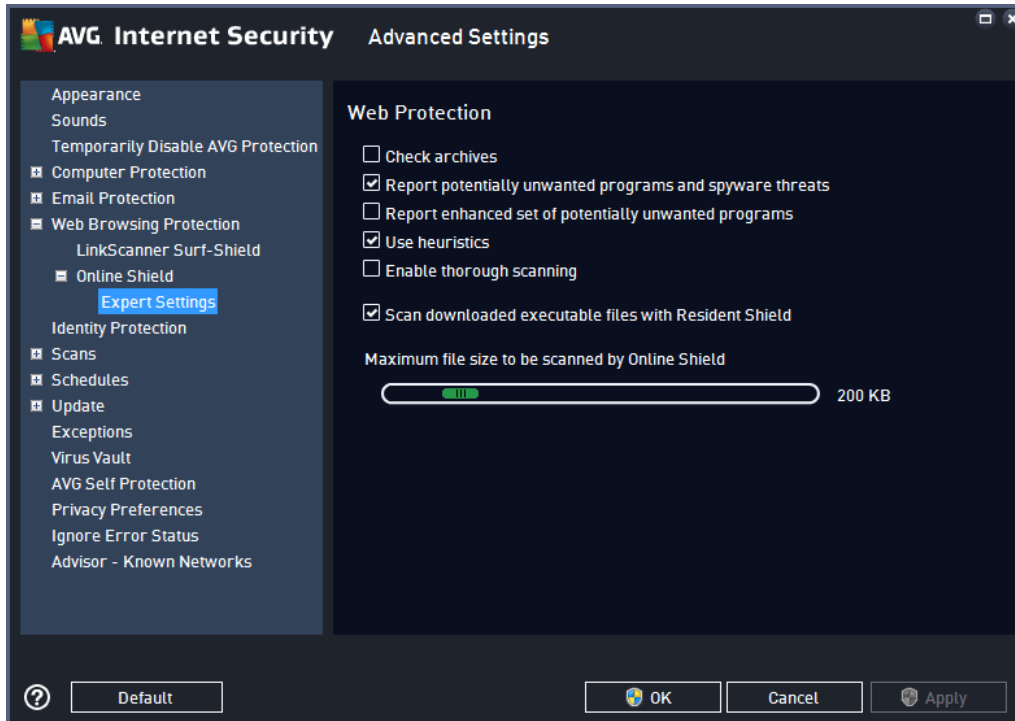 AVG. Internet Security Advanced Settings
Appearance
Sounds
Temporarily Disable AVG Protection
Computer Protection
Email Protection
Web Browsing Protection
LinkScanner Surf-Shield
Online Shield
Expert Settings
Identity Protection
Scans
Schedules
Update
Exceptions
Virus Vault
AVG Self Protection
Privacy Preferences
Ignore Error Status
Advisor - Known Networks
Web Protection
Check archives
Report potentially unwanted programs and spyware threats
Report enhanced set of potentially unwanted programs
Use heuristics
Enable thorough scanning
Scan downloaded executable files with Resident Shield
Maximum file size to be scanned by Online Shield
200 KB
? Default OK Cancel Apply